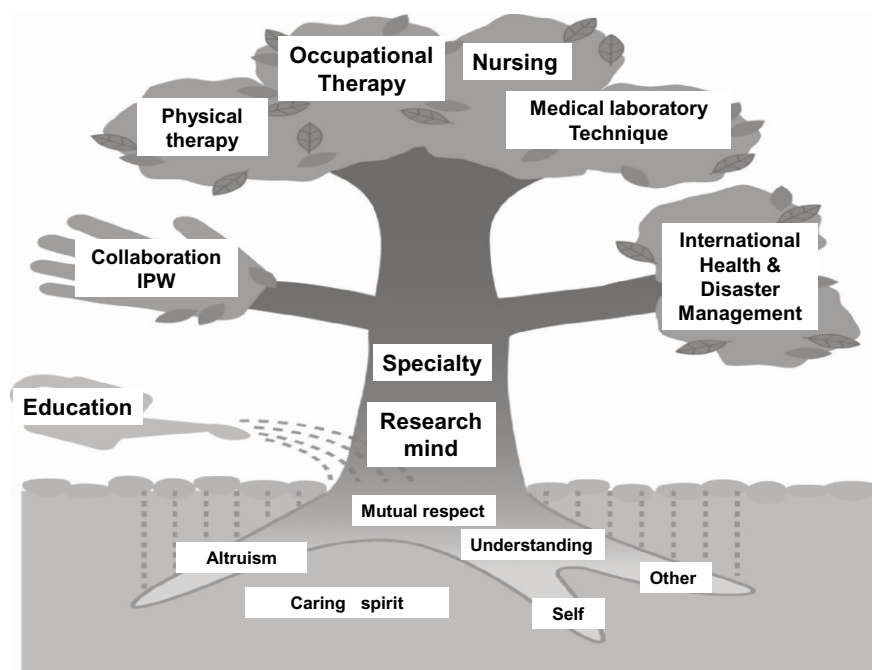 Occupational
Therapy
Nursing
Physical
therapy
Medical laboratory
Technique
Collaboration
IPW
International
Health &
Disaster
Management
Specialty
Education
Research
mind
Mutual respect
Altruism
Understanding
Other
Caring spirit
Self